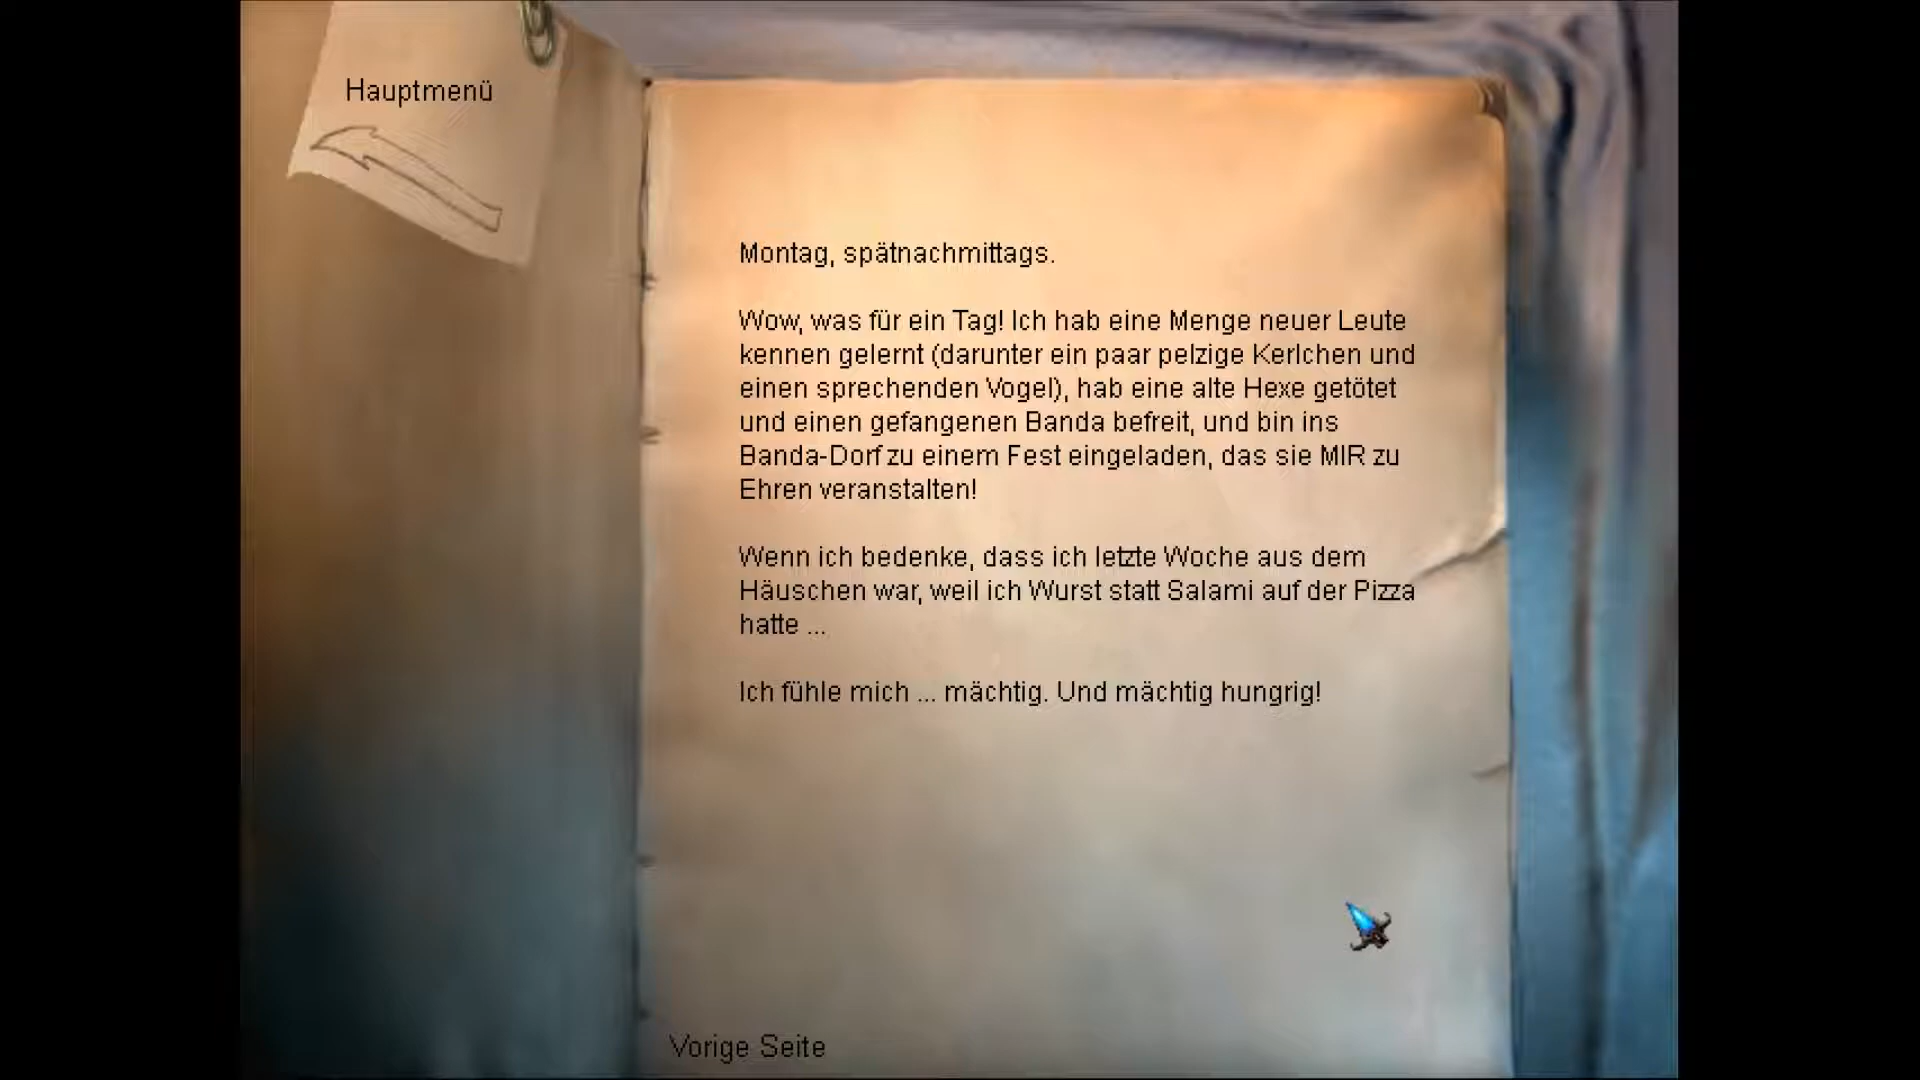 Hauptmenü
Montag, spätnachmittags.
Wow, was für ein Tag! Ich hab eine Menge neuer Leute
kennen gelernt (darunter ein paar pelzige Kerlchen und
einen sprechenden Vogel), hab eine alte Hexe getötet
und einen gefangenen Banda befreit, und bin ins
Banda-Dorf zu einem Fest eingeladen, das sie MIR zu
Ehren veranstalten!
Wenn ich bedenke, dass ich letzte Woche aus dem
Häuschen war, weil ich Wurst statt Salami auf der Pizza
hatte ...
Ich fühle mich ... mächtig. Und mächtig hungrig!
Vorige Seite